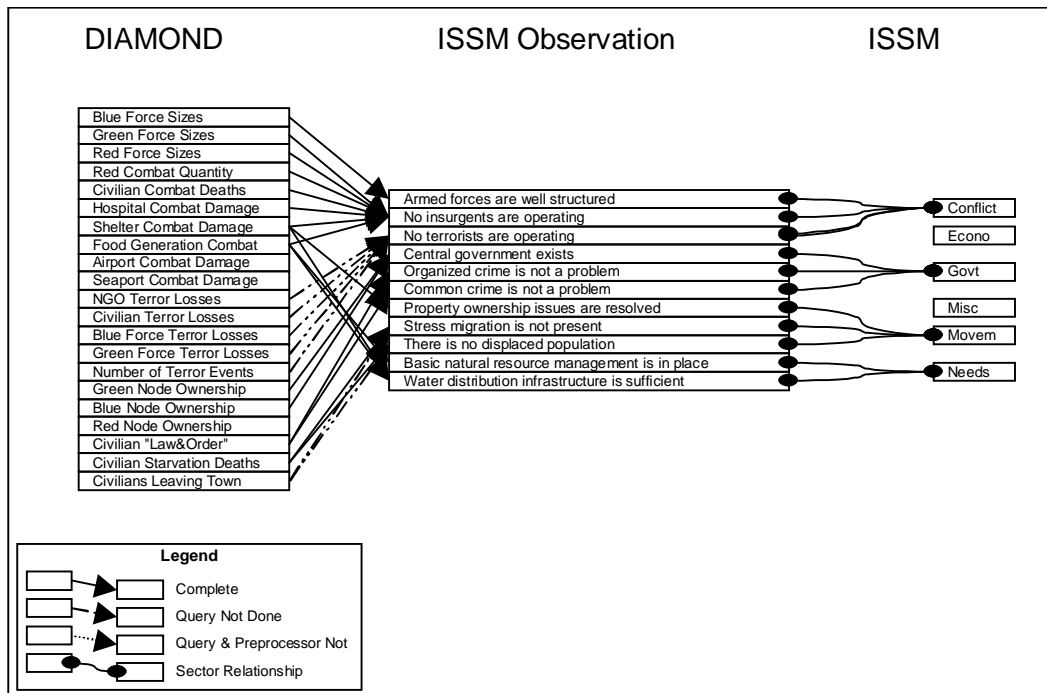 DIAMOND
ISSM Observation
ISSM
Blue Force Sizes
Green Force Sizes
Red Force Sizes
Red Combat Quantity
Civilian Combat Deaths
Hospital Combat Damage
Shelter Combat Damage
Food Generation Combat
Airport Combat Damage
Seaport Combat Damage
NGO Terror Losses
Civilian Terror Losses
Blue Force Terror Losses
Green Force Terror Losses
Number of Terror Events
Green Node Ownership
Blue Node Ownership
Red Node Ownership
Civilian "Law&Order"
Civilian Starvation Deaths
Civilians Leaving Town
Armed forces are well structured
No insurgents are operating
No terrorists are operating
Central government exists
Organized crime is not a problem
Common crime is not a problem
Property ownership issues are resolved
Stress migration is not present
There is no displaced population
Basic natural resource management is in place
Water distribution infrastructure is sufficient
Conflict
Econo
Govt
Misc
Movem
Needs
Legend
Complete
Query Not Done
Query & Preprocessor Not
Sector Relationship